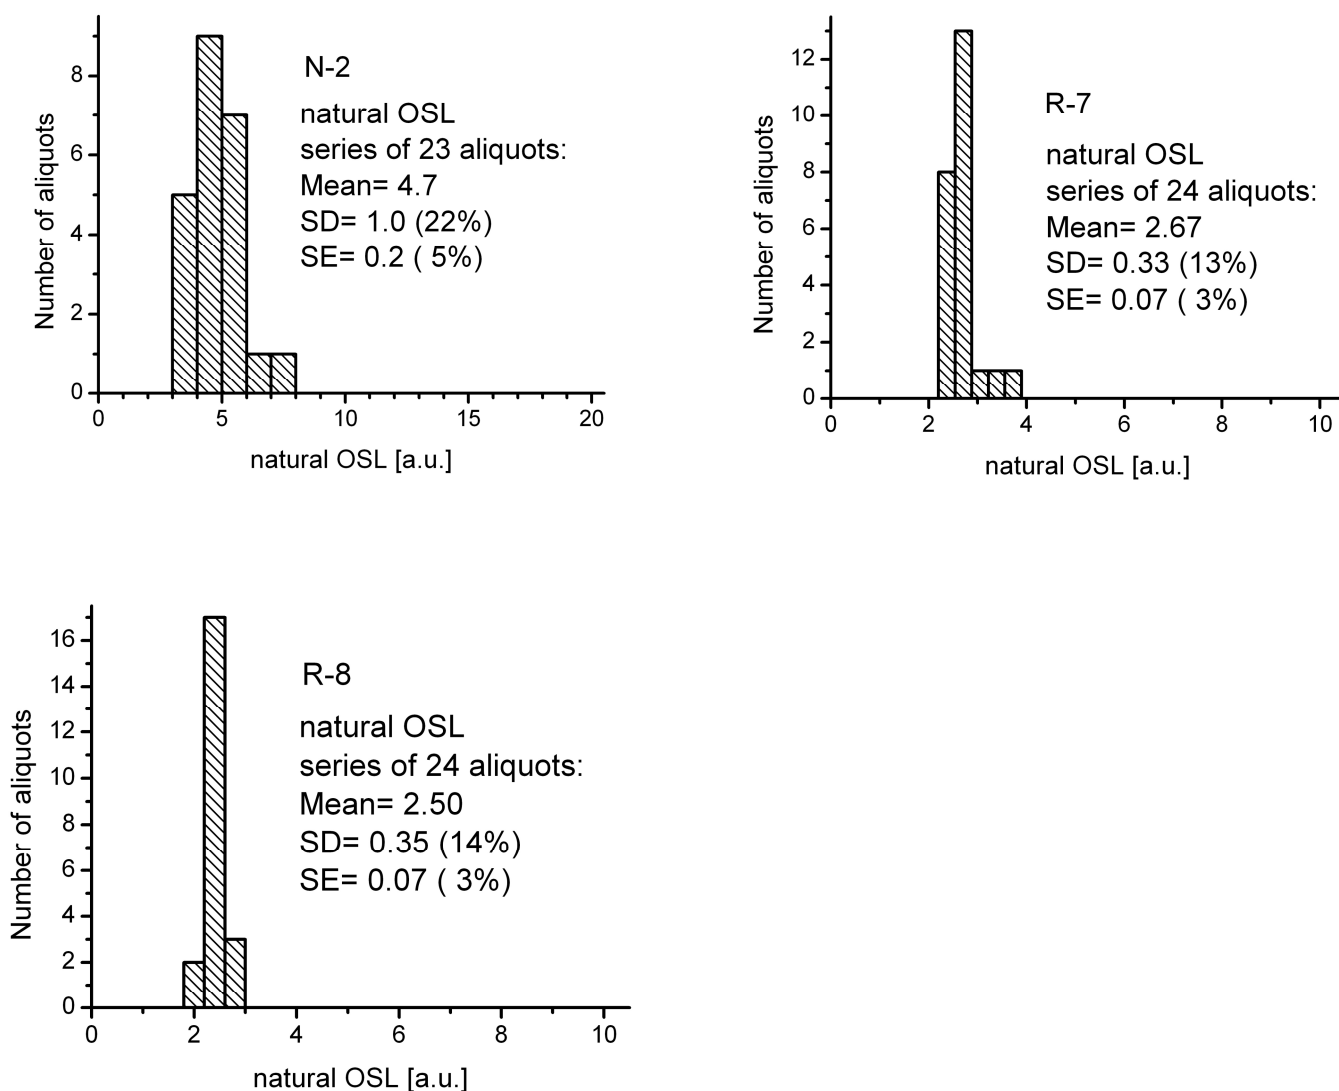 N-2
natural OSL
series of 23 aliquots:
Mean= 4.7
SD= 1.0 (22%)
SE= 0.2 ( 5%)
Number of aliquots
8
6
4
2
0
0 5 10 15 20
natural OSL [a.u.]
R-7
natural OSL
series of 24 aliquots:
Mean= 2.67
SD= 0.33 (13%)
SE= 0.07 ( 3%)
Number of aliquots
12
10
8
6
4
2
0
0 2 4 6 8 10
natural OSL [a.u.]
R-8
natural OSL
series of 24 aliquots:
Mean= 2.50
SD= 0.35 (14%)
SE= 0.07 ( 3%)
Number of aliquots
16
14
12
10
8
6
4
2
0
0 2 4 6 8 10
natural OSL [a.u.]